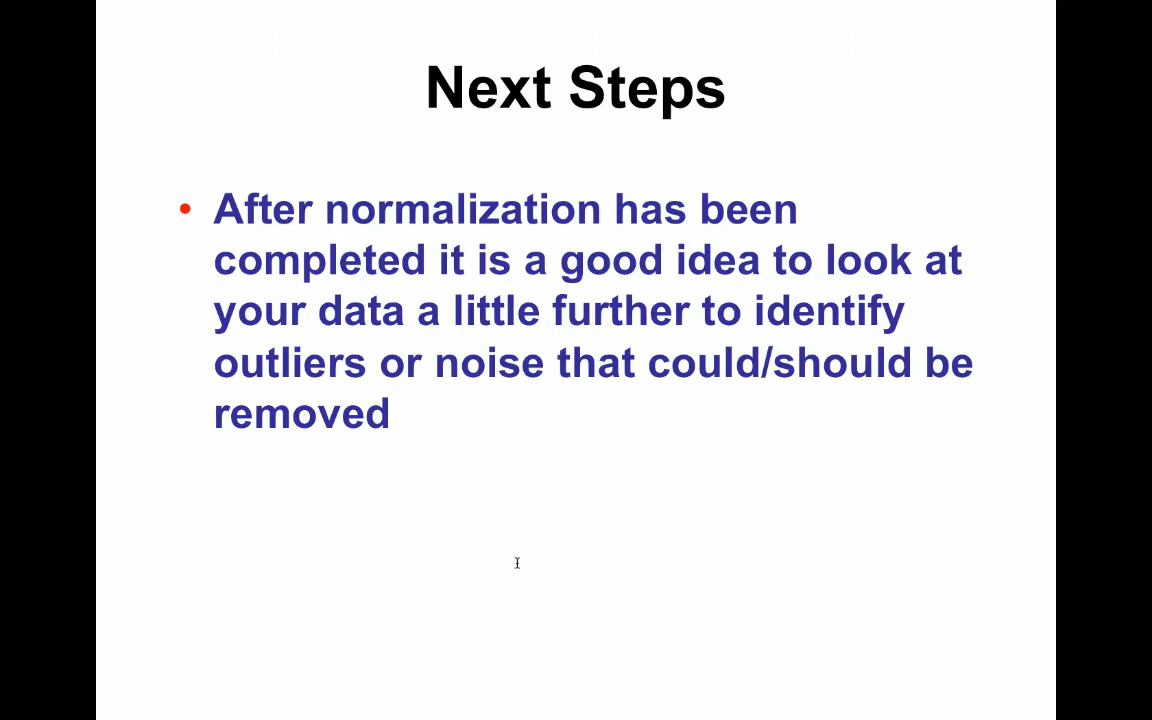 Next Steps
• After normalization has been
completed it is a good idea to look at
your data a little further to identify
outliers or noise that could/should be
removed